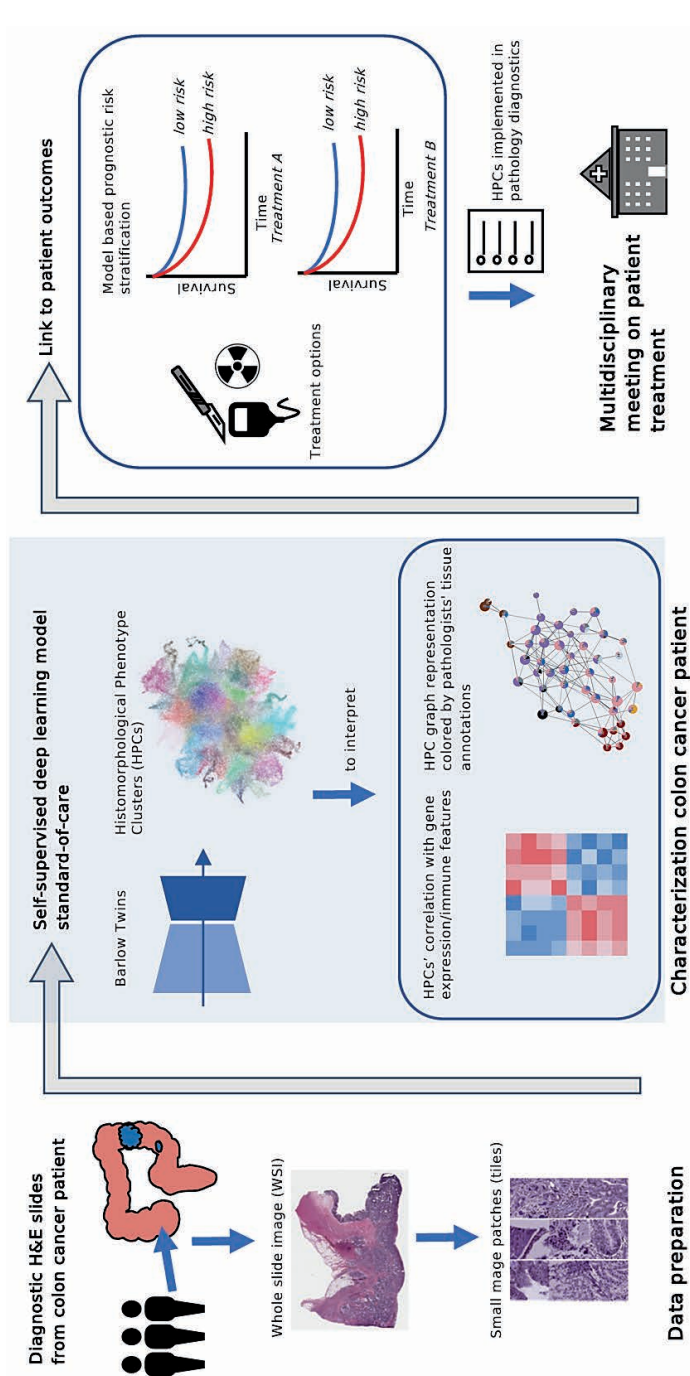 Diagnostic H&E slides
from colon cancer patient
Whole slide image (WSI)
Small mage patches (tiles)
Data preparation
Self-supervised deep learning model
standard-of-care
Barlow Twins
Histomorphological Phenotype
Clusters (HPCs)
to interpret
HPCs' correlation with gene
expression/immune features
HPC graph representation
colored by pathologists' tissue
annotations
Characterization colon cancer patient
Link to patient outcomes
Treatment options
Model based prognostic risk
stratification
Survival
low risk
high risk
Time
Treatment A
Survival
low risk
high risk
Time
Treatment B
HPCs implemented in
pathology diagnostics
Multidisciplinary
meeting on patient
treatment